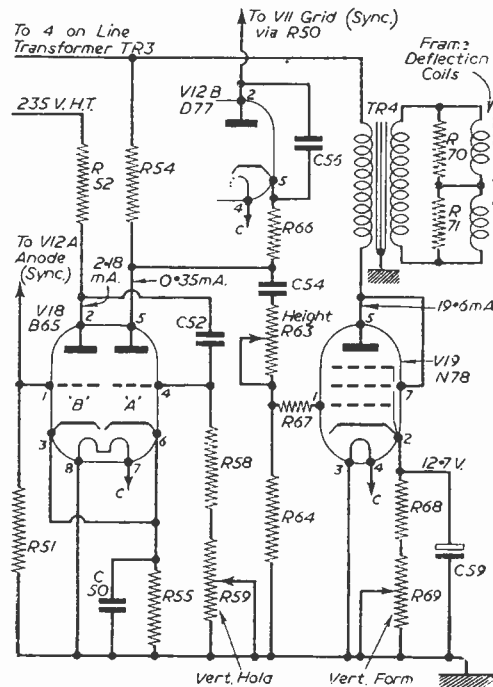 To V11 Grid (Sync.)
via R50
To 4 on Line
Transformer TR3
Frame
Deflection
Coils
V12B
D77
2
TR4
235 V. H.T.
C56
R
52
R54
R
70
5
4
C
R66
R
71
To V12A
Anode
(Sync.)
2·18
mA.
0·35mA.
C54
V18
B65
2
5
C52
Height
R63
19·6mA
5
V19
N78
1
'B'
'A'
4
1
7
R67
3
6
2
8
7
C
3
4
C
12·7 V.
R58
R68
R51
R64
C59
C
50
R55
R59
R69
Vert. Hold
Vert. Form